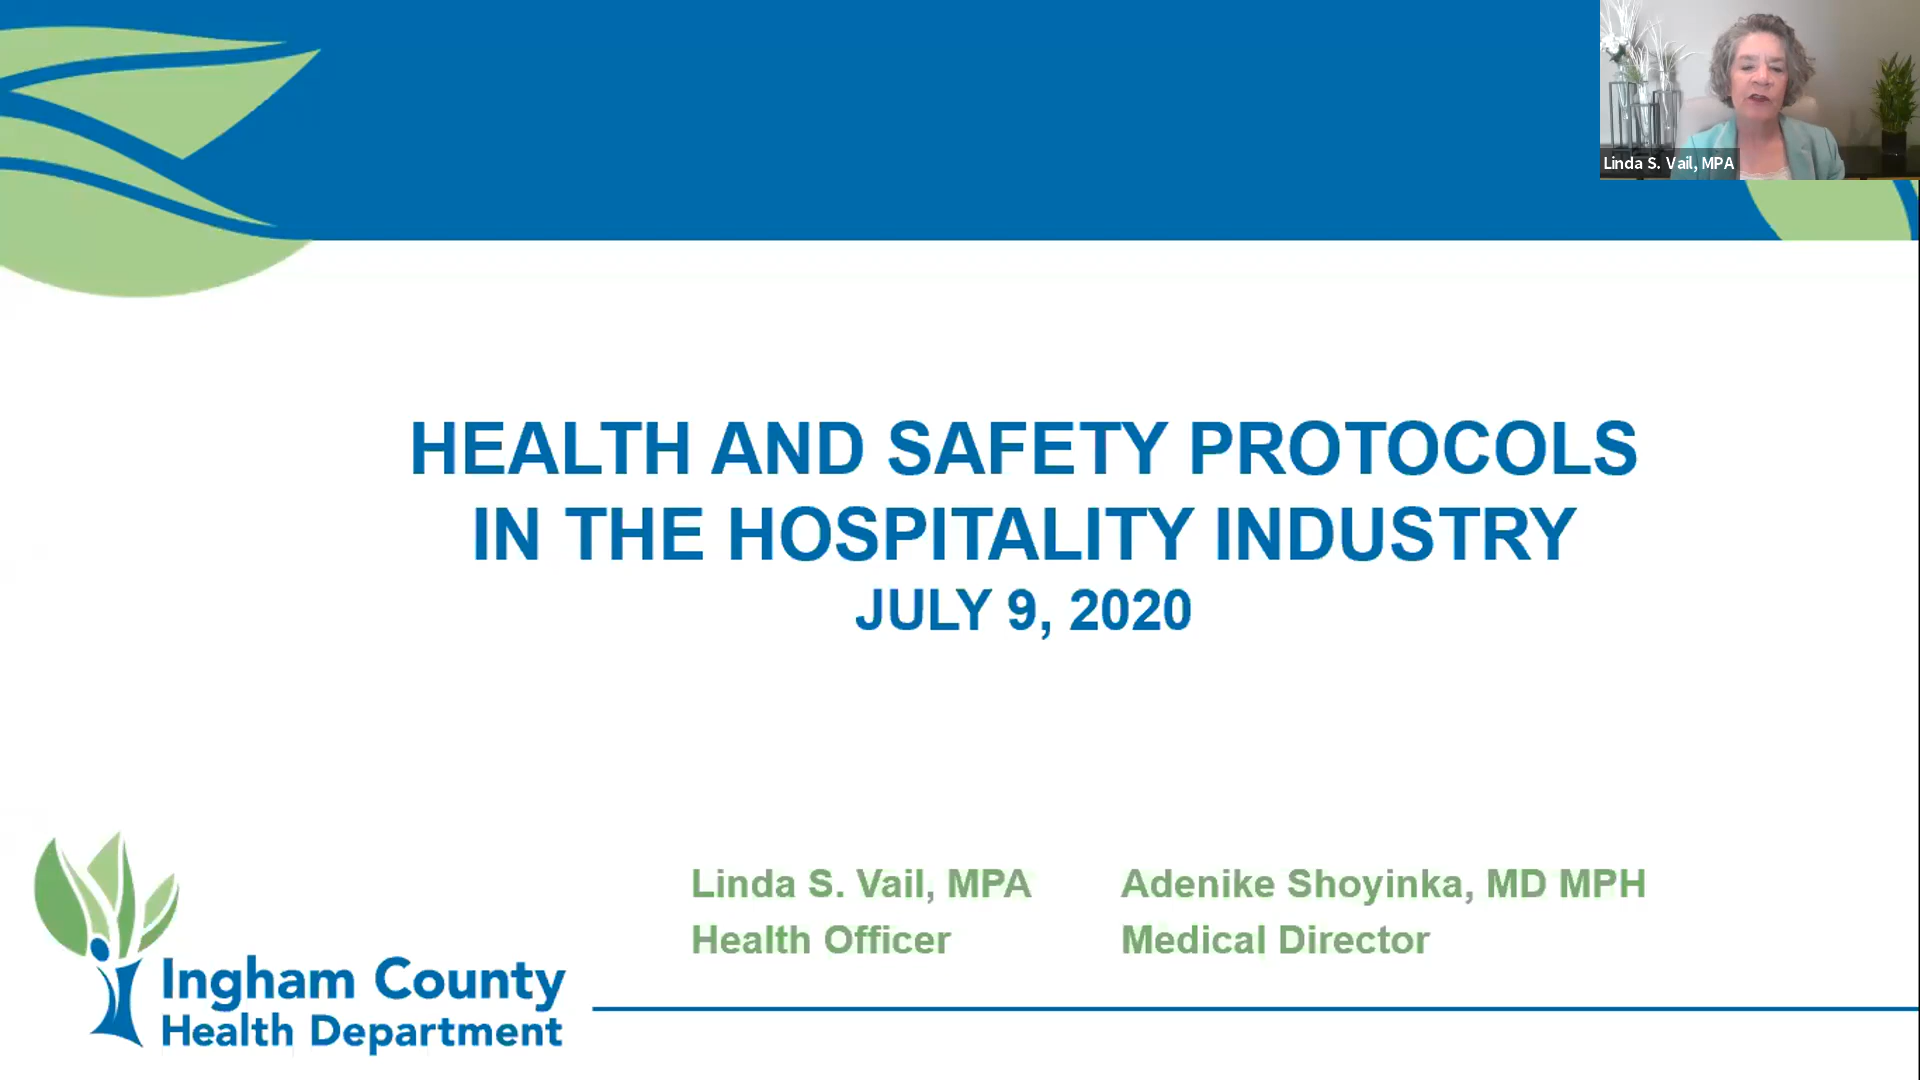 Linda S. Vail, MPA
HEALTH AND SAFETY PROTOCOLS
IN THE HOSPITALITY INDUSTRY
JULY 9, 2020
Linda S. Vail, MPA
Health Officer
Adenike Shoyinka, MD MPH
Medical Director
Ingham County
Health Department